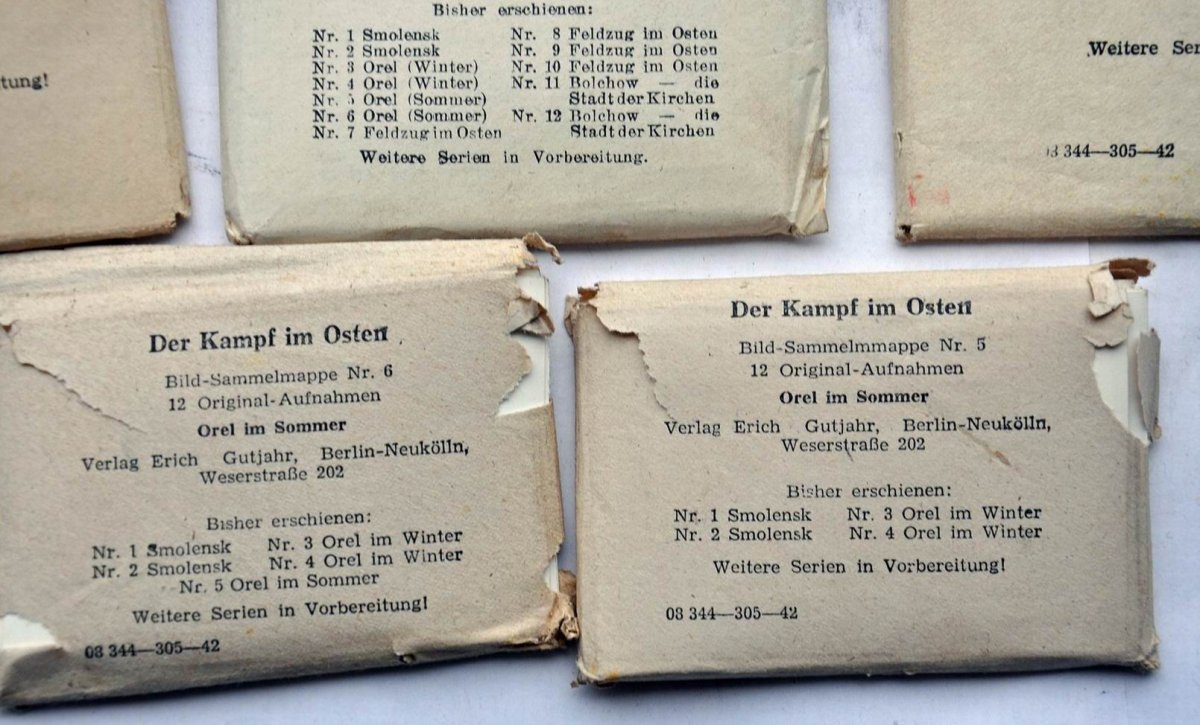 tung!
Bisher erschienen:
Nr. 1 Smolensk Nr. 8 Feldzug im Osten
Nr. 2 Smolensk Nr. 9 Feldzug im Osten
Nr. 3 Orel (Winter) Nr. 10 Feldzug im Osten
Nr. 4 Orel (Winter) Nr. 11 Bolchow — die
Nr. 5 Orel (Sommer) Stadt der Kirchen
Nr. 6 Orel (Sommer) Nr. 12 Bolchow — die
Nr. 7 Feldzug im Osten Stadt der Kirchen
Weitere Serien in Vorbereitung.
Weitere Ser
344—305—42
Der Kampf im Osten
Bild-Sammelmappe Nr. 6
12 Original-Aufnahmen
Orel im Sommer
Verlag Erich Gutjahr, Berlin-Neukölln,
Weserstraße 202
Bisher erschienen:
Nr. 1 Smolensk Nr. 3 Orel im Winter
Nr. 2 Smolensk Nr. 4 Orel im Winter
Nr. 5 Orel im Sommer
Weitere Serien in Vorbereitung!
08 344—305—42
Der Kampf im Osten
Bild-Sammelmmappe Nr. 5
12 Original-Aufnahmen
Orel im Sommer
Verlag Erich Gutjahr, Berlin-Neukölln,
Weserstraße 202
Bisher erschienen:
Nr. 1 Smolensk Nr. 3 Orel im Winter
Nr. 2 Smolensk Nr. 4 Orel im Winter
Weitere Serien in Vorbereitung!
08 344—305—42